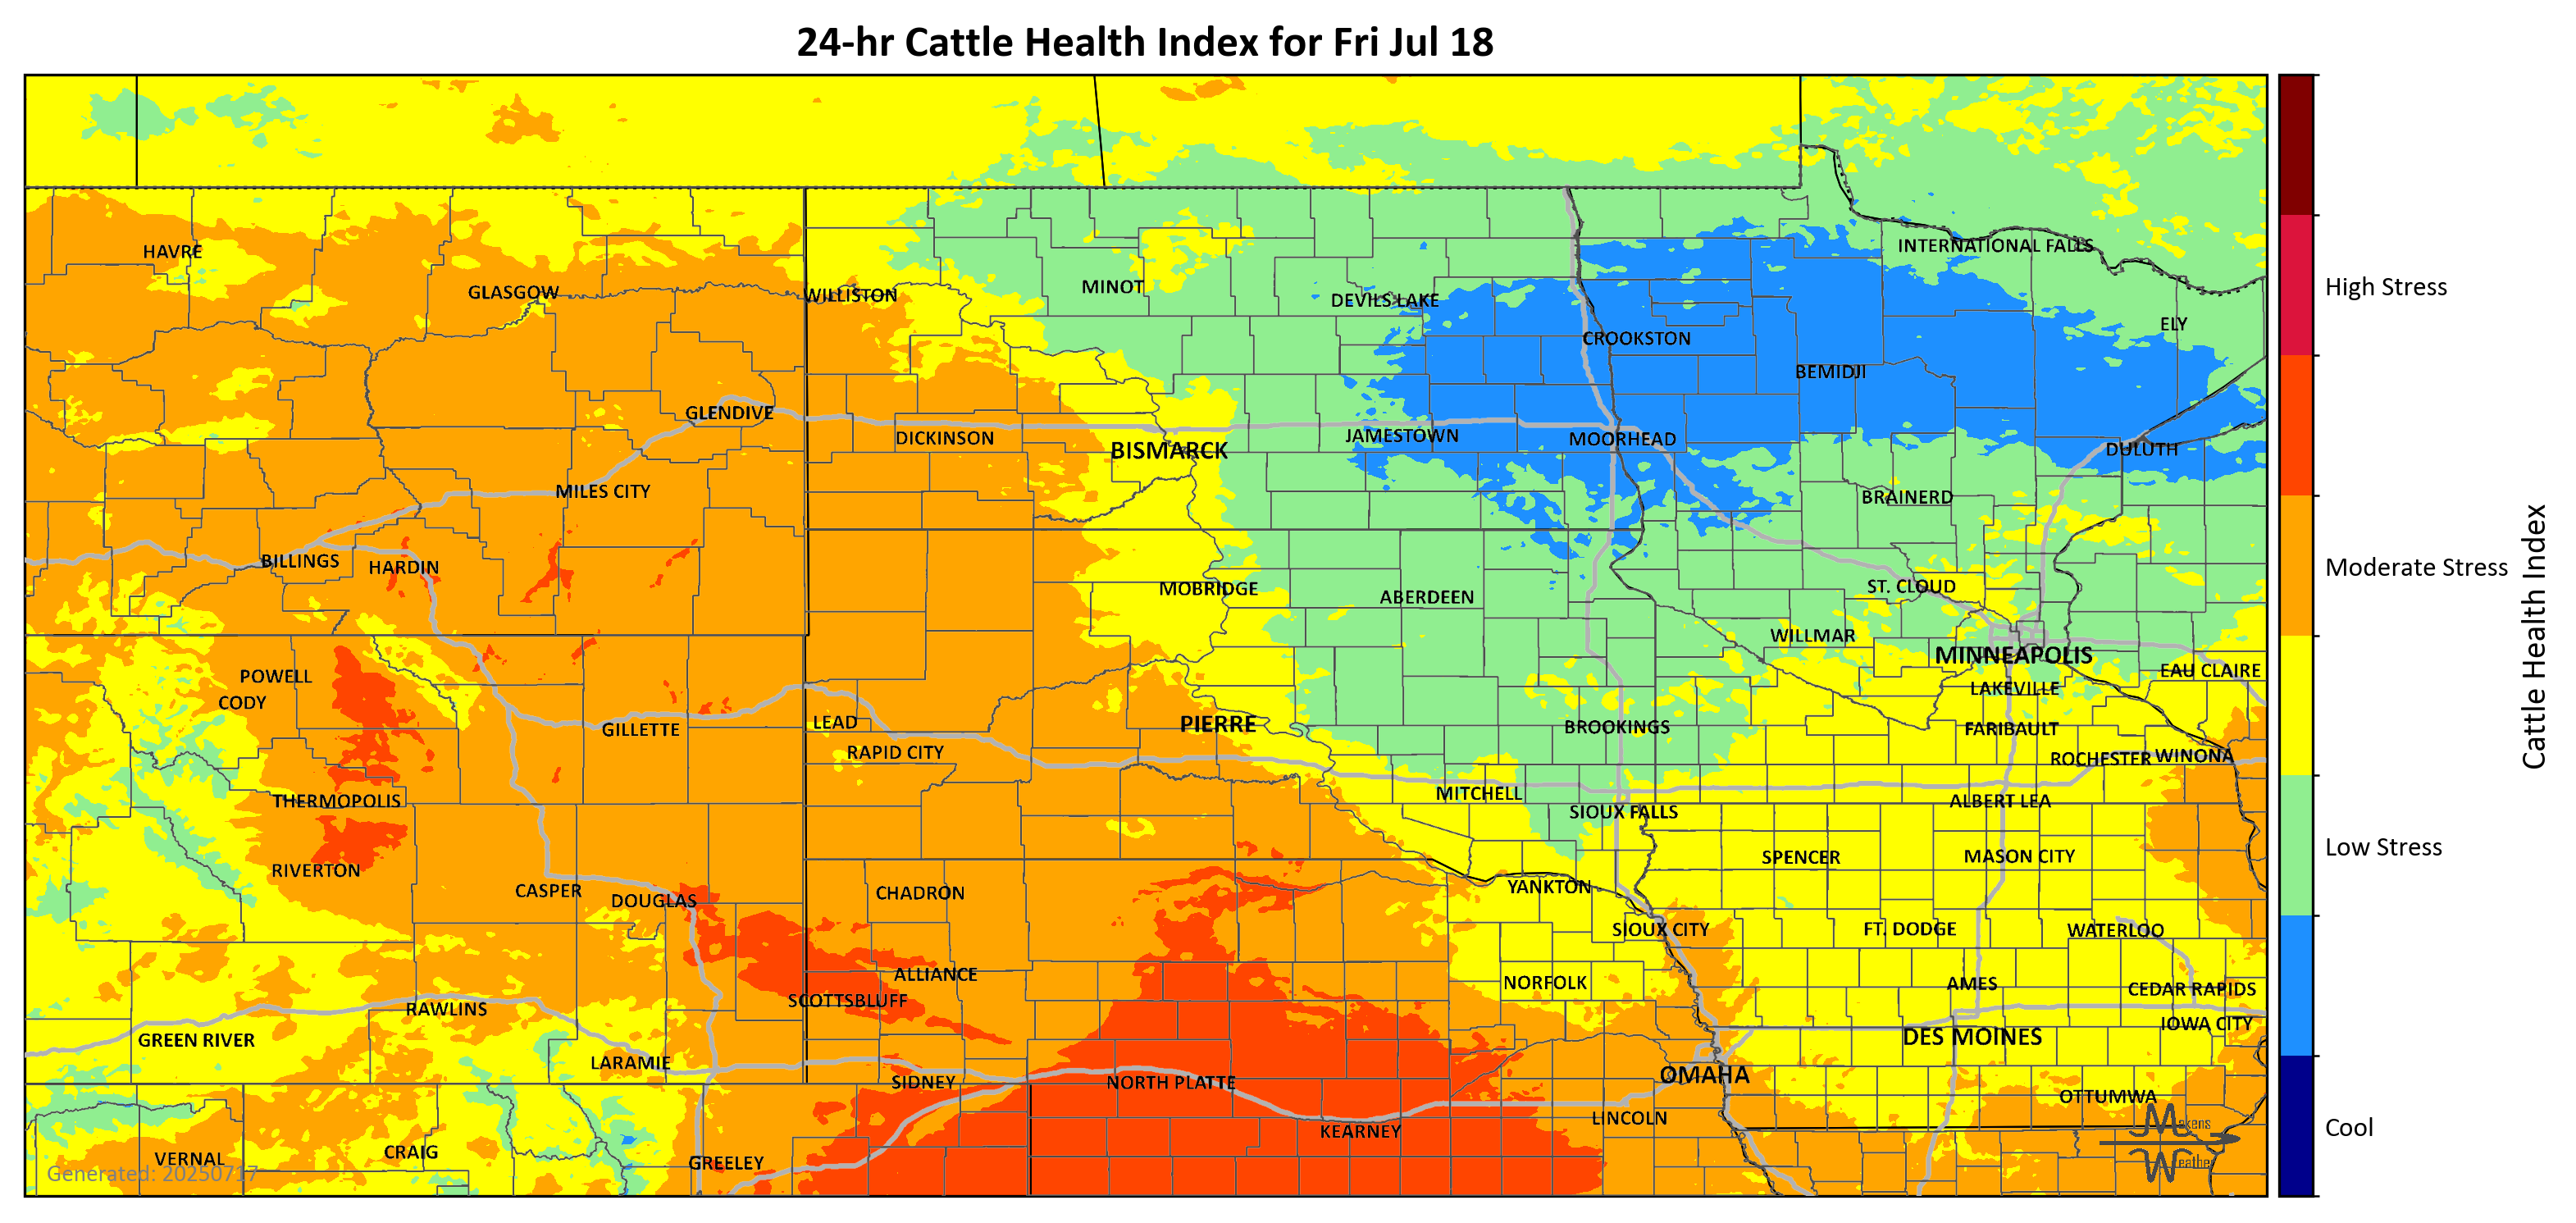 24-hr Cattle Health Index for Fri Jul 18
HAVRE
INTERNATIONAL FALLS
GLASGOW
WILLISTON
MINOT
DEVILS LAKE
High Stress
ELY
CROOKSTON
BEMIDJI
GLENDIVE
DICKINSON
BISMARCK
JAMESTOWN
MOORHEAD
DULUTH
MILES CITY
BRAINERD
BILLINGS
HARDIN
Moderate Stress
MOBRIDGE
ABERDEEN
ST. CLOUD
WILLMAR
MINNEAPOLIS
EAU CLAIRE
Cattle Health Index
POWELL
CODY
LAKEVILLE
GILLETTE
LEAD
PIERRE
BROOKINGS
FARIBAULT
RAPID CITY
ROCHESTER
WINONA
THERMOPOLIS
MITCHELL
SIOUX FALLS
ALBERT LEA
Low Stress
RIVERTON
SPENCER
MASON CITY
CASPER
DOUGLAS
CHADRON
YANKTON
SIOUX CITY
FT. DODGE
WATERLOO
ALLIANCE
NORFOLK
AMES
CEDAR RAPIDS
RAWLINS
SCOTTSBLUFF
IOWA CITY
GREEN RIVER
DES MOINES
LARAMIE
SIDNEY
NORTH PLATTE
OMAHA
OTTUMWA
LINCOLN
KEARNEY
Makens
Cool
CRAIG
VERNAL
GREELEY
Weather
Generated: 20250717